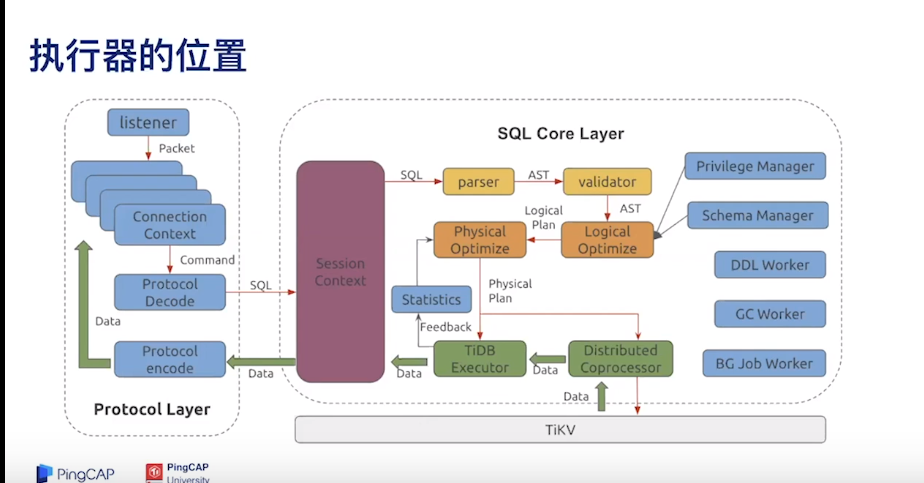 执行器的位置
listener
Packet
Connection
Context
Command
Protocol
Decode
SQL
Data
Protocol
encode
Data
Protocol Layer
SQL Core Layer
Session
Context
SQL
parser
AST
validator
AST
Logical
Plan
Physical
Optimize
Logical
Optimize
Privilege Manager
Schema Manager
DDL Worker
GC Worker
BG Job Worker
Physical
Plan
Statistics
Feedback
TiDB
Executor
Distributed
Coprocessor
Data
Data
Data
TiKV
PingCAP
PingCAP
University